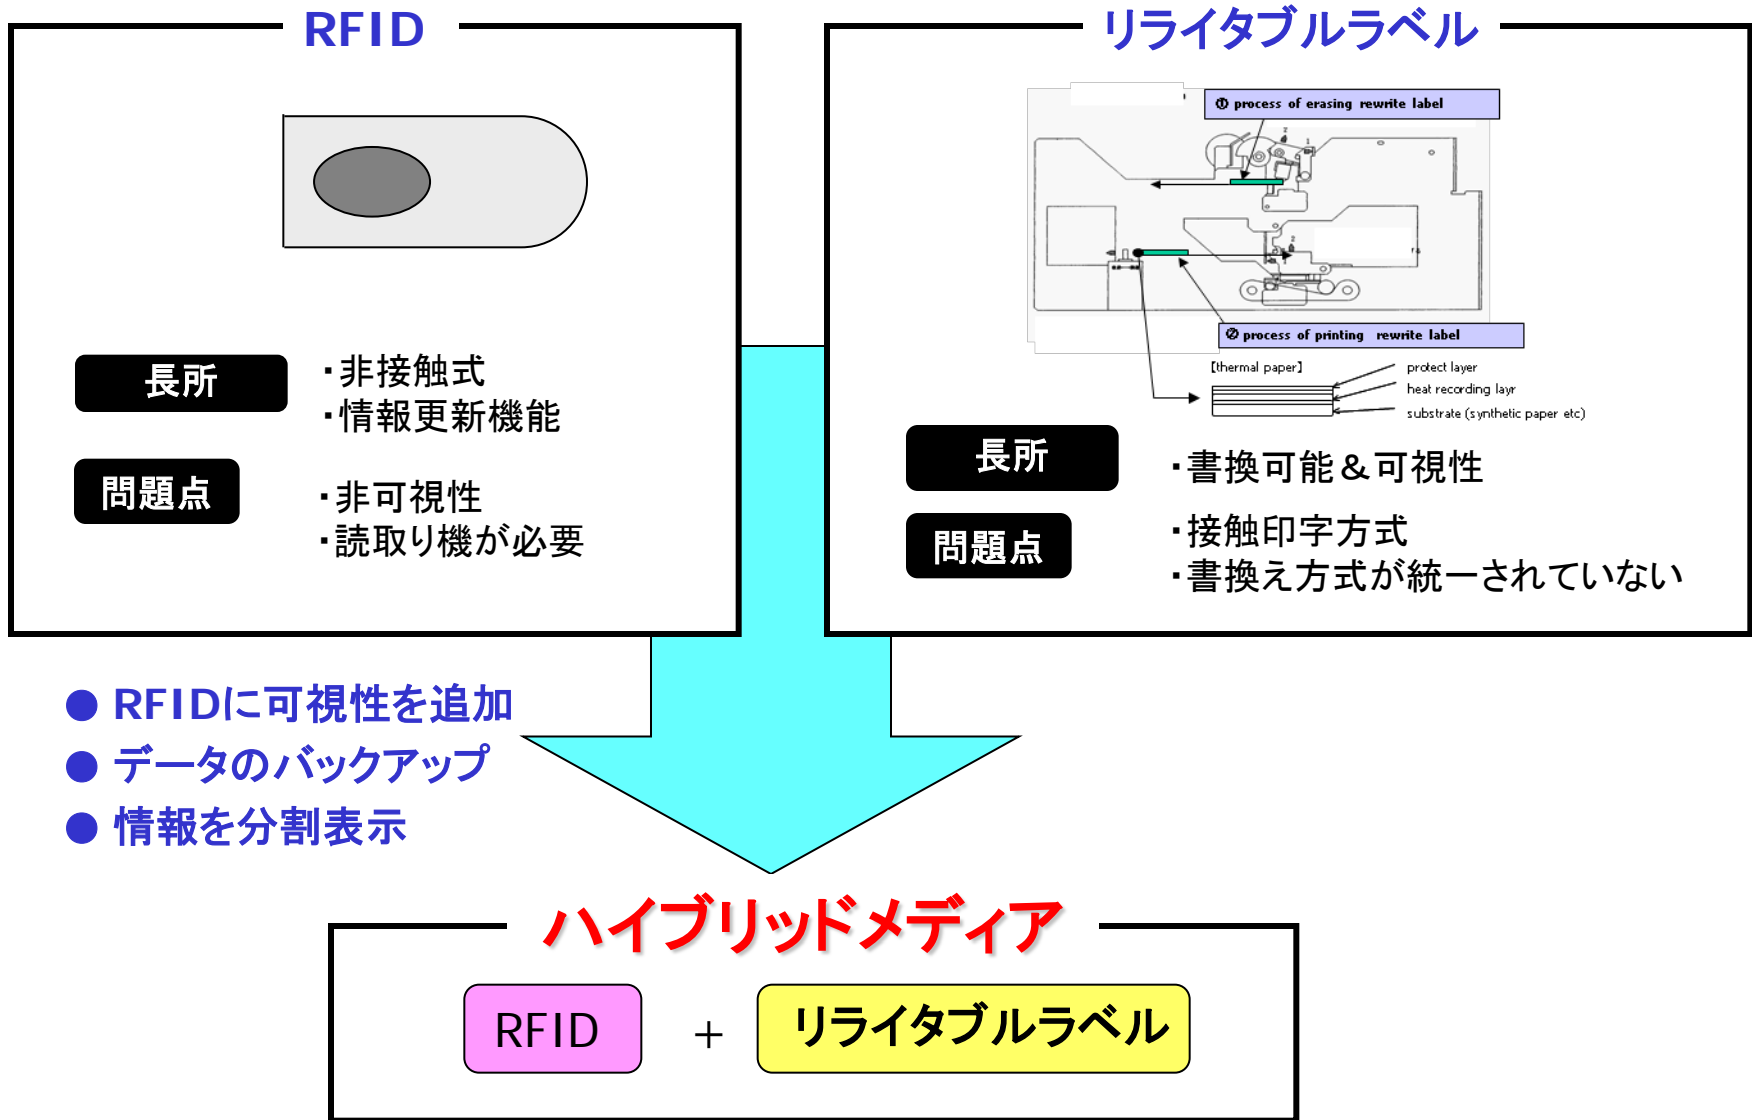 RFID
・非接触式
・情報更新機能
長所
・非可視性
・読取り機が必要
問題点
リライタブルラベル
① process of erasing rewrite label
2
1
2
② process of printing rewrite label
[thermal paper]
protect layer
heat recording layr
substrate (synthetic paper etc)
長所
・書換可能＆可視性
問題点
・接触印字方式
・書換え方式が統一されていない
● RFIDに可視性を追加
● データのバックアップ
● 情報を分割表示
ハイブリッドメディア
RFID + リライタブルラベル